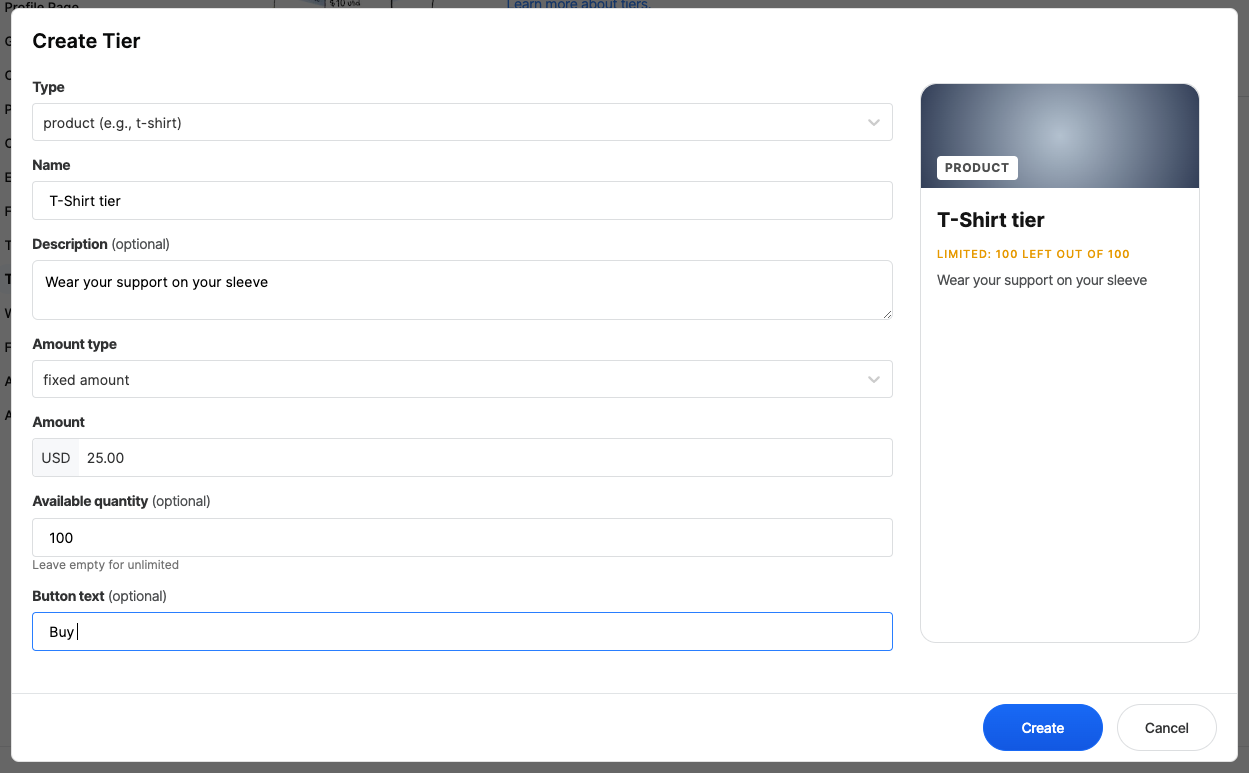 Profile Page
$10 USD
Learn more about tiers.
Create Tier
Type
product (e.g., t-shirt)
Name
T-Shirt tier
Description (optional)
Wear your support on your sleeve
Amount type
fixed amount
Amount
USD 25.00
Available quantity (optional)
100
Leave empty for unlimited
Button text (optional)
Buy
PRODUCT
T-Shirt tier
LIMITED: 100 LEFT OUT OF 100
Wear your support on your sleeve
Create
Cancel